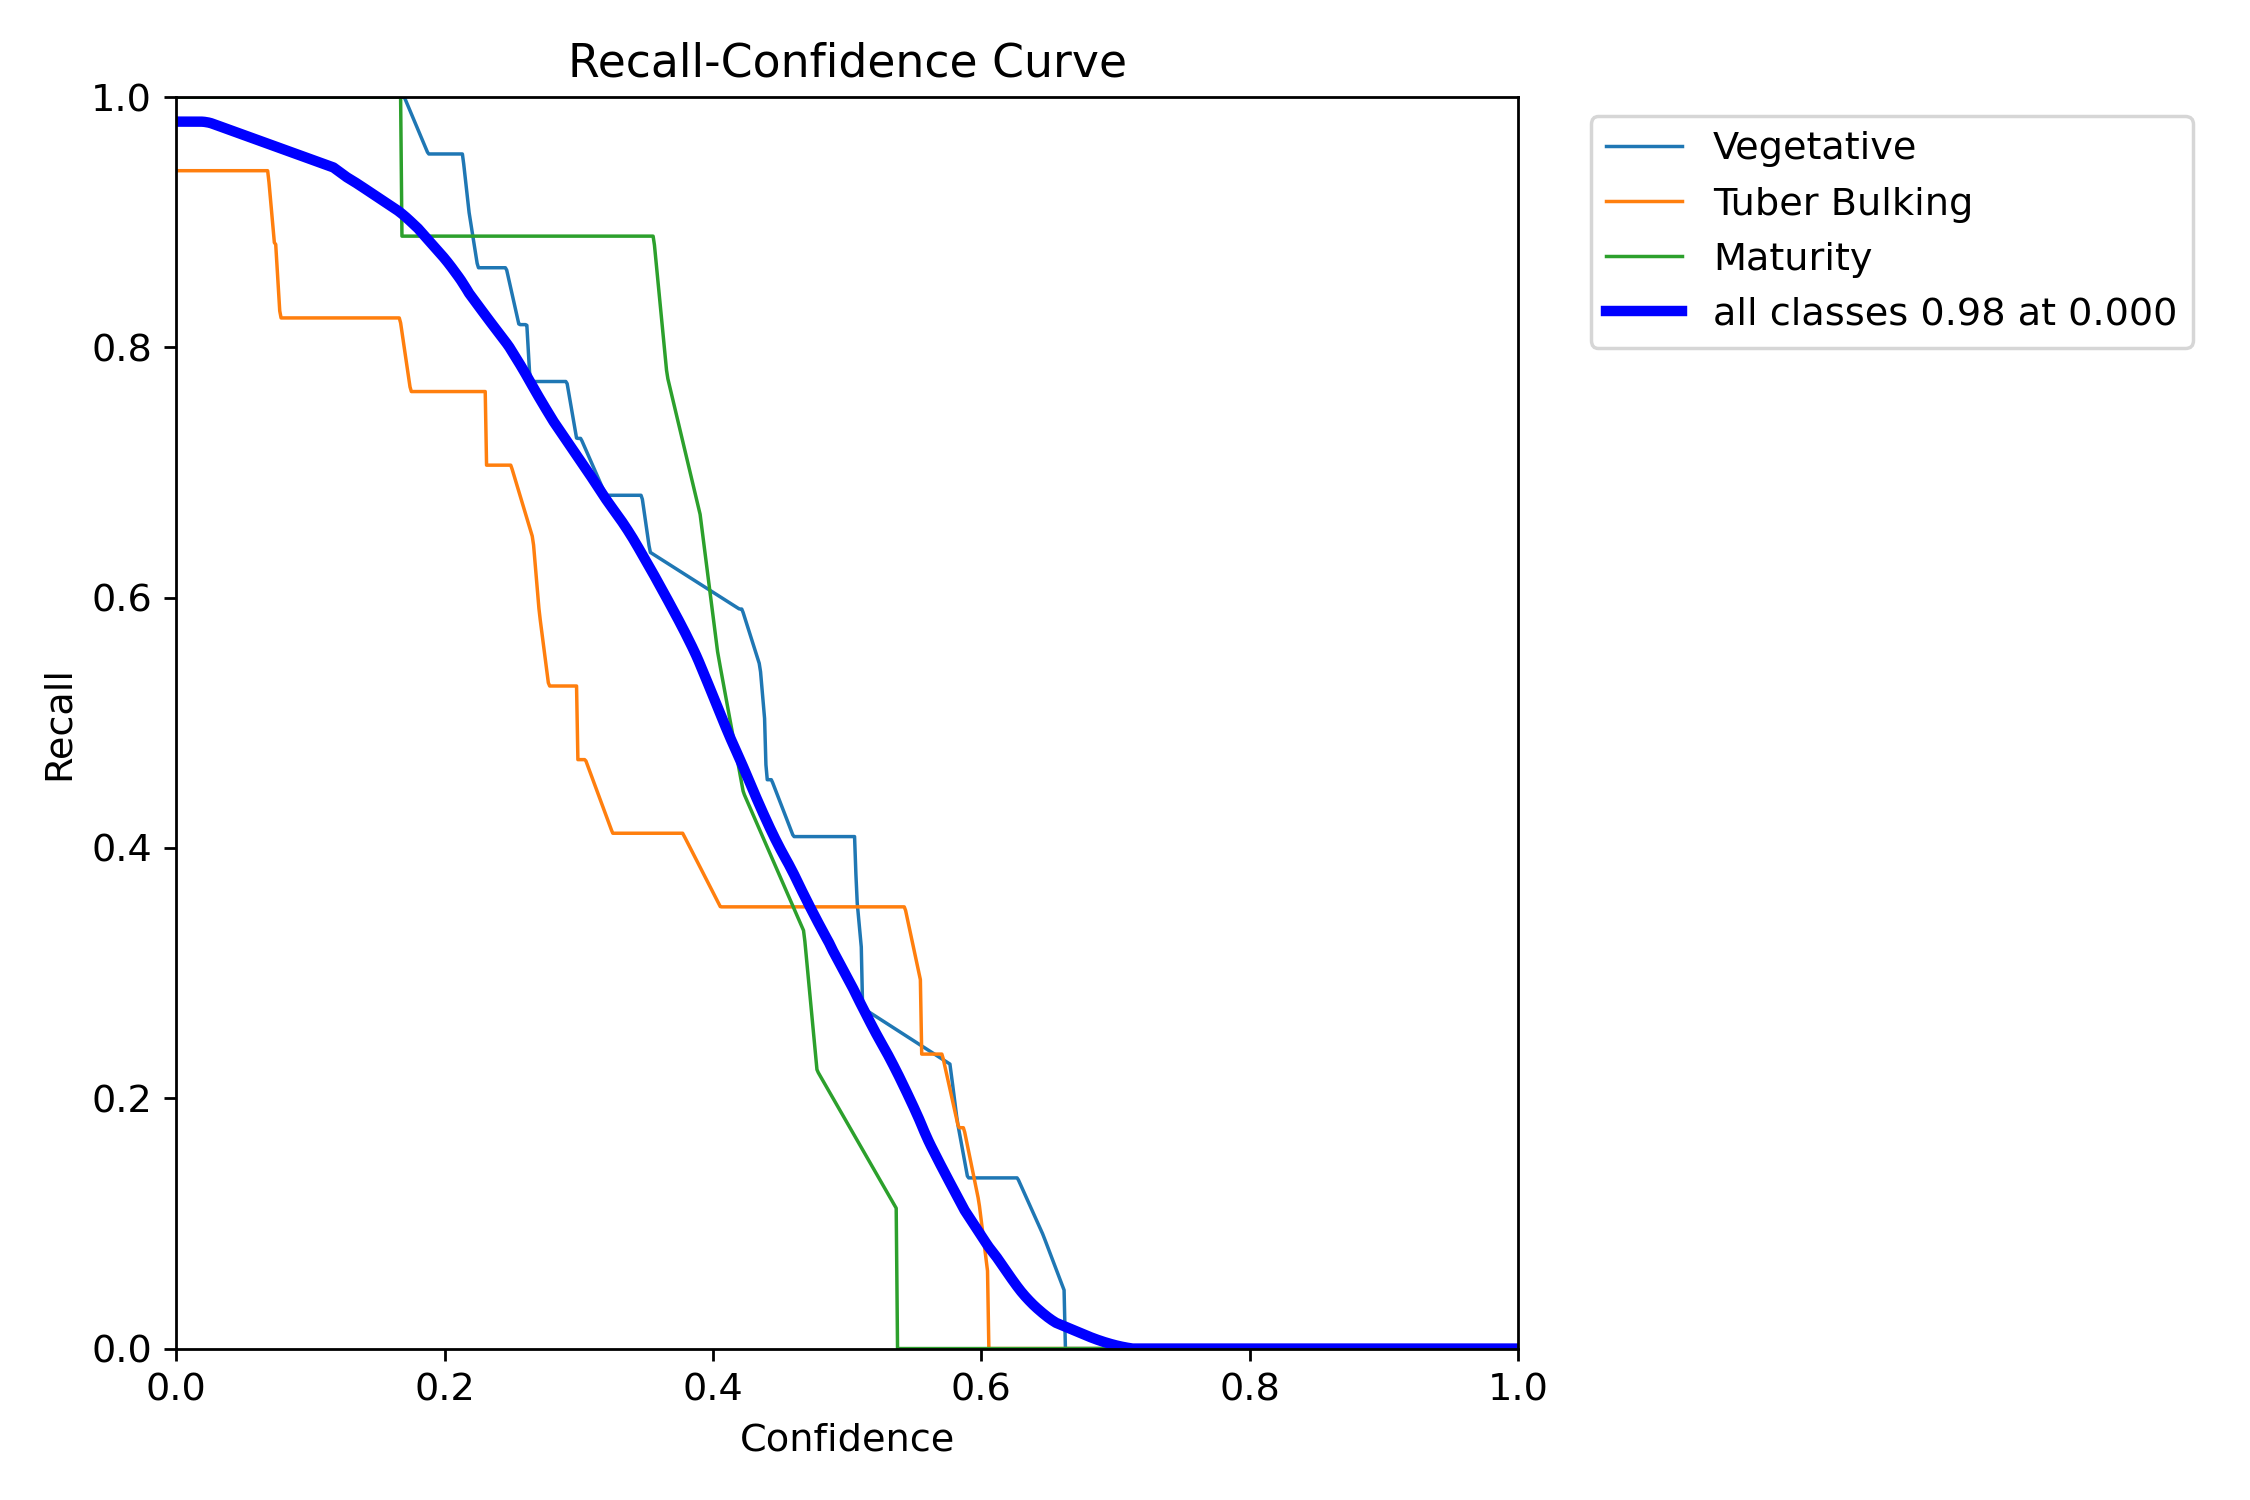 Recall-Confidence Curve
1.0
0.8
0.6
0.4
0.2
0.0
Recall
0.0 0.2 0.4 0.6 0.8 1.0
Confidence
Vegetative
Tuber Bulking
Maturity
all classes 0.98 at 0.000